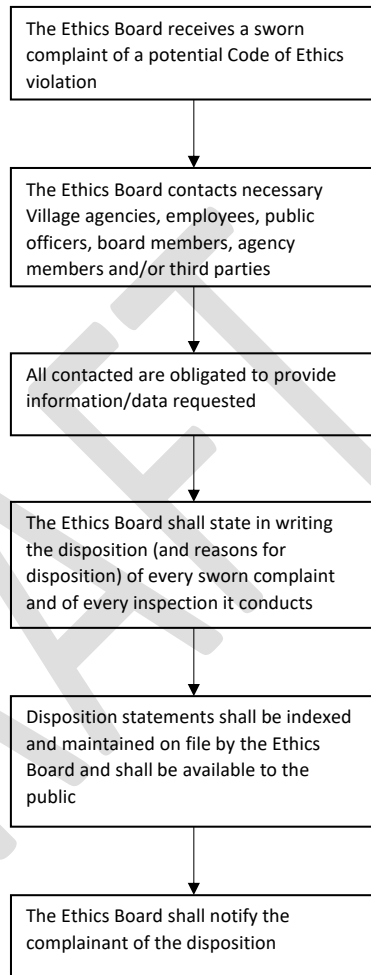 The Ethics Board receives a sworn
complaint of a potential Code of Ethics
violation
The Ethics Board contacts necessary
Village agencies, employees, public
officers, board members, agency
members and/or third parties
All contacted are obligated to provide
information/data requested
The Ethics Board shall state in writing
the disposition (and reasons for
disposition) of every sworn complaint
and of every inspection it conducts
Disposition statements shall be indexed
and maintained on file by the Ethics
Board and shall be available to the
public
The Ethics Board shall notify the
complainant of the disposition